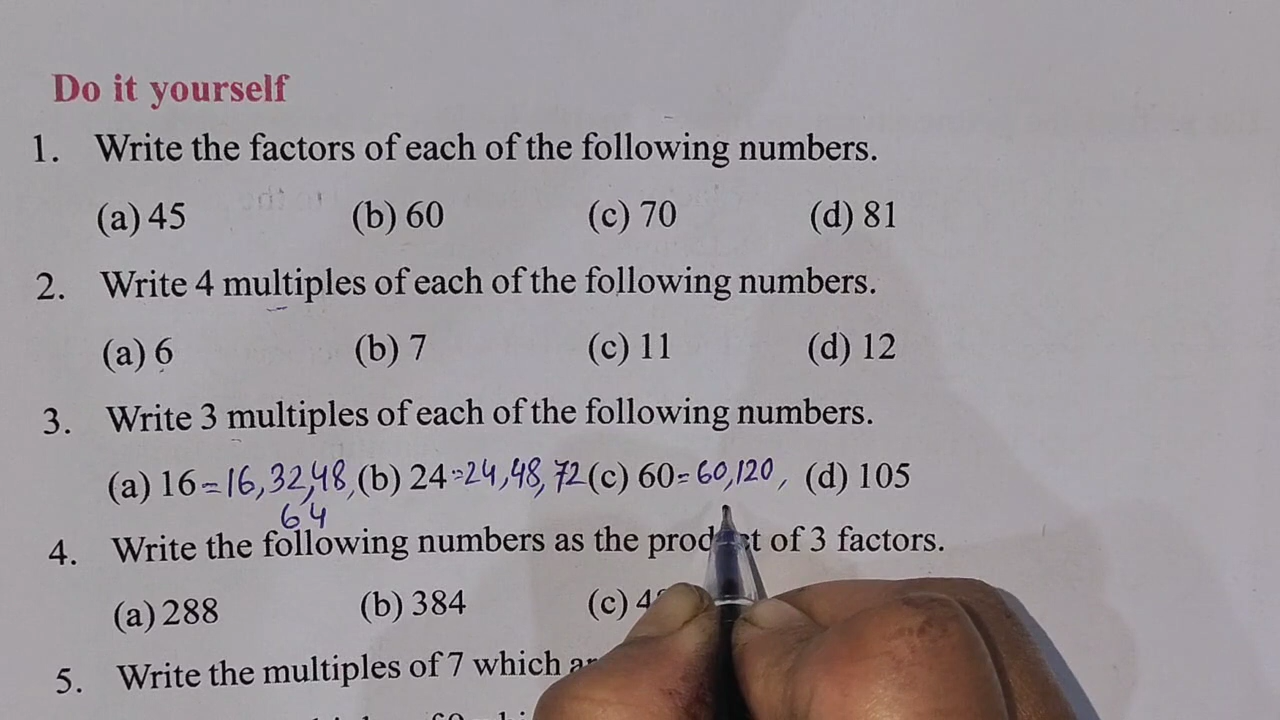 Do it yourself
1. Write the factors of each of the following numbers.
(a) 45 (b) 60 (c) 70 (d) 81
2. Write 4 multiples of each of the following numbers.
(a) 6 (b) 7 (c) 11 (d) 12
3. Write 3 multiples of each of the following numbers.
(a) 16 = 16, 32, 48, (b) 24 = 24, 48, 72 (c) 60 = 60, 120, (d) 105
64
4. Write the following numbers as the product of 3 factors.
(a) 288 (b) 384 (c)
5. Write the multiples of 7 which